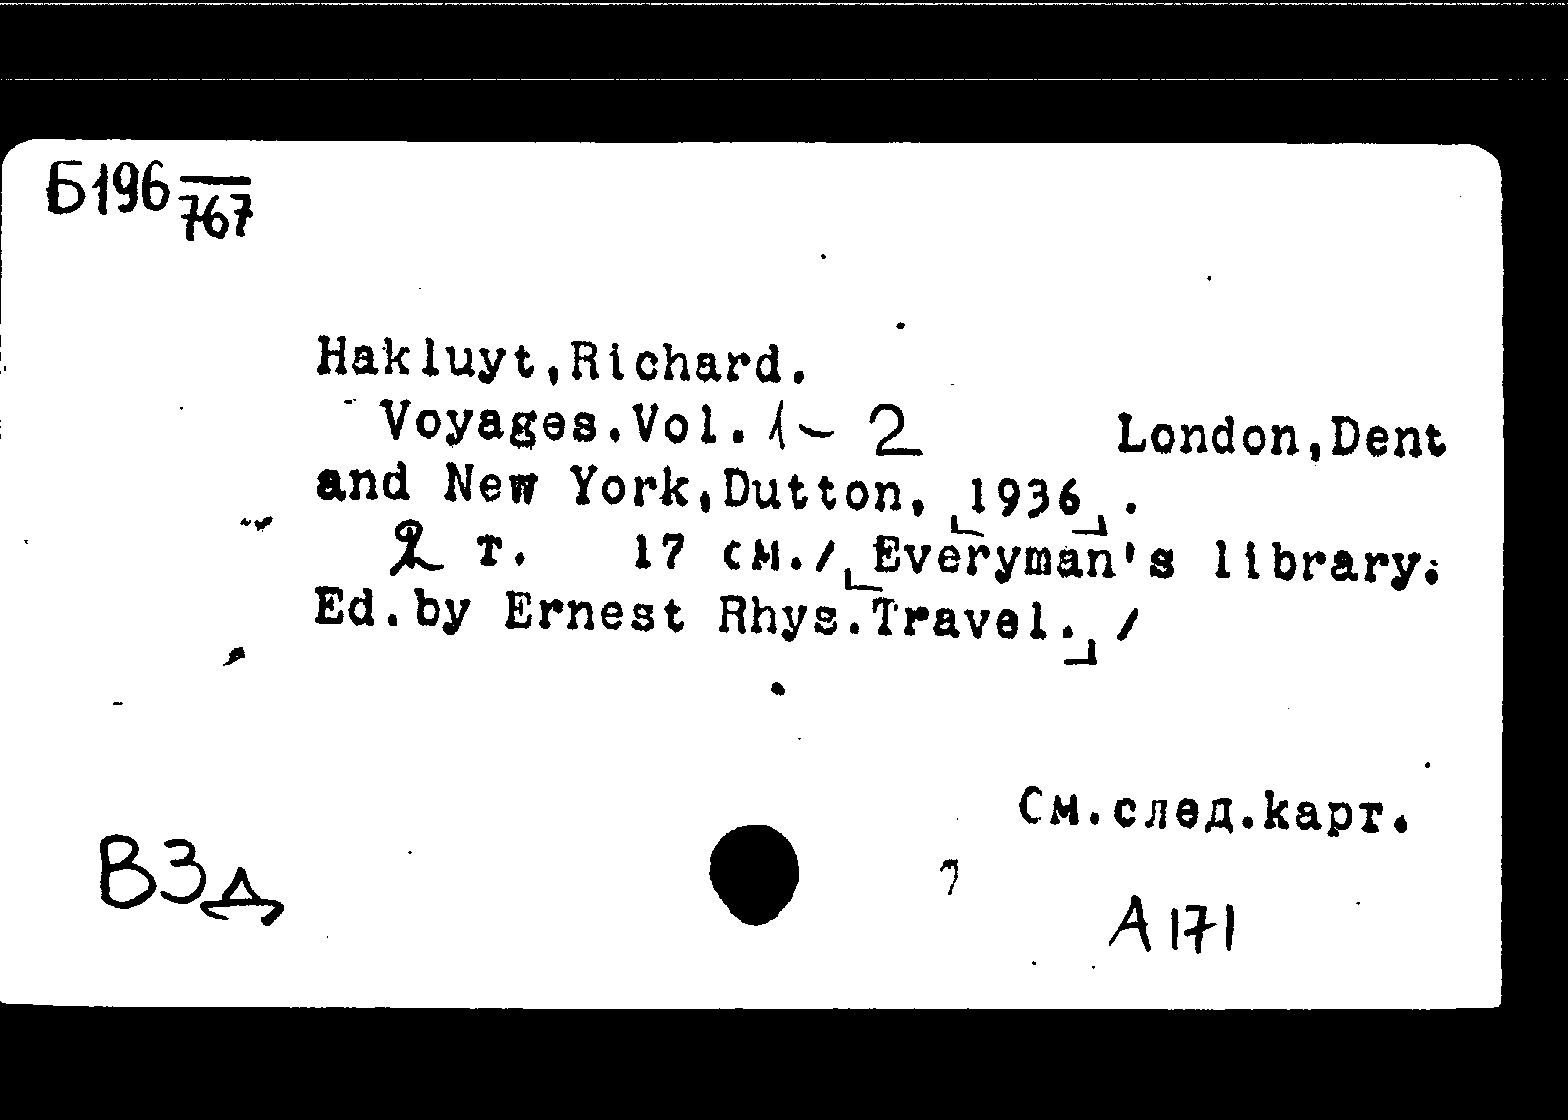 Б196 767
Hakluyt,Richard.
Voyages.Vol. 1-2 London,Dent
and New York,Dutton, [1936].
2 т. 17 см./[Everyman's library.
Ed.by Ernest Rhys.Travel.]/
См.след.карт.
ВЗд
A 171